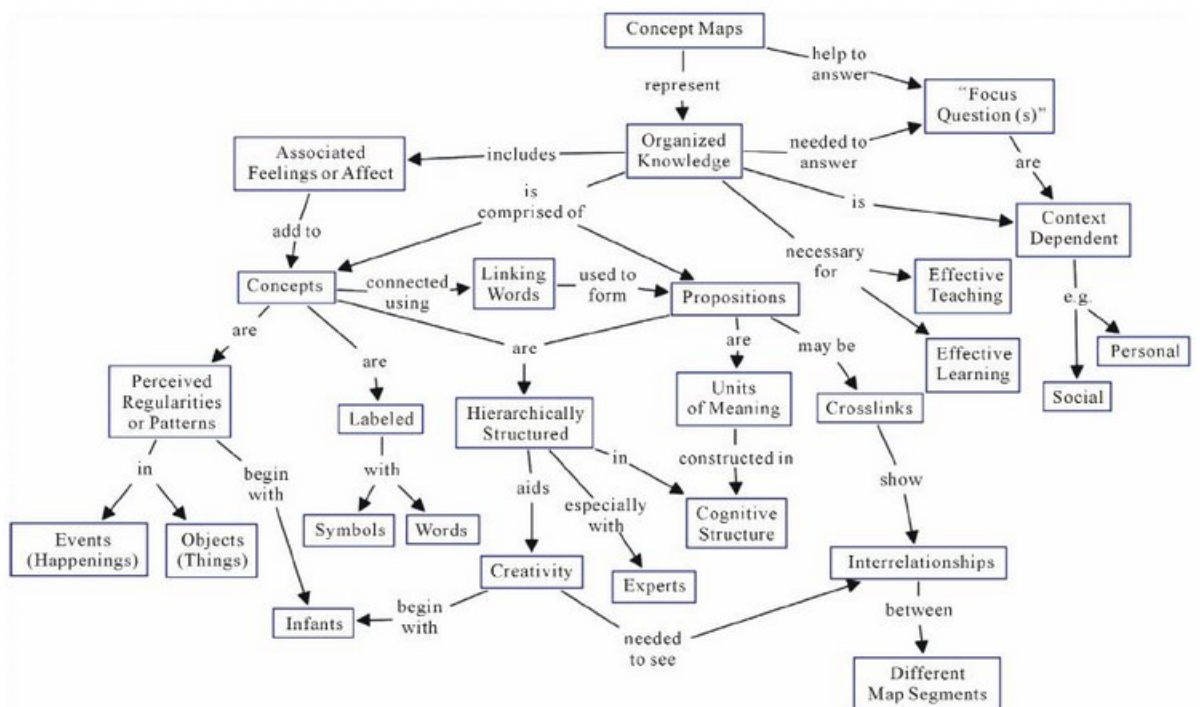 Concept Maps
help to
answer
represent
"Focus
Question (s)"
Organized
Knowledge
needed to
answer
includes
Associated
Feelings or Affect
are
is
comprised of
is
Context
Dependent
add to
necessary
for
Concepts
connected
using
Linking
Words
used to
form
Propositions
Effective
Teaching
e.g.
are
are
are
are
may be
Effective
Learning
Personal
Perceived
Regularities
or Patterns
Labeled
Hierarchically
Structured
Units
of Meaning
Crosslinks
Social
in
begin
with
with
aids
in
especially
with
constructed in
show
Events
(Happenings)
Objects
(Things)
Symbols
Words
Cognitive
Structure
Creativity
Experts
Interrelationships
Infants
begin
with
needed
to see
between
Different
Map Segments